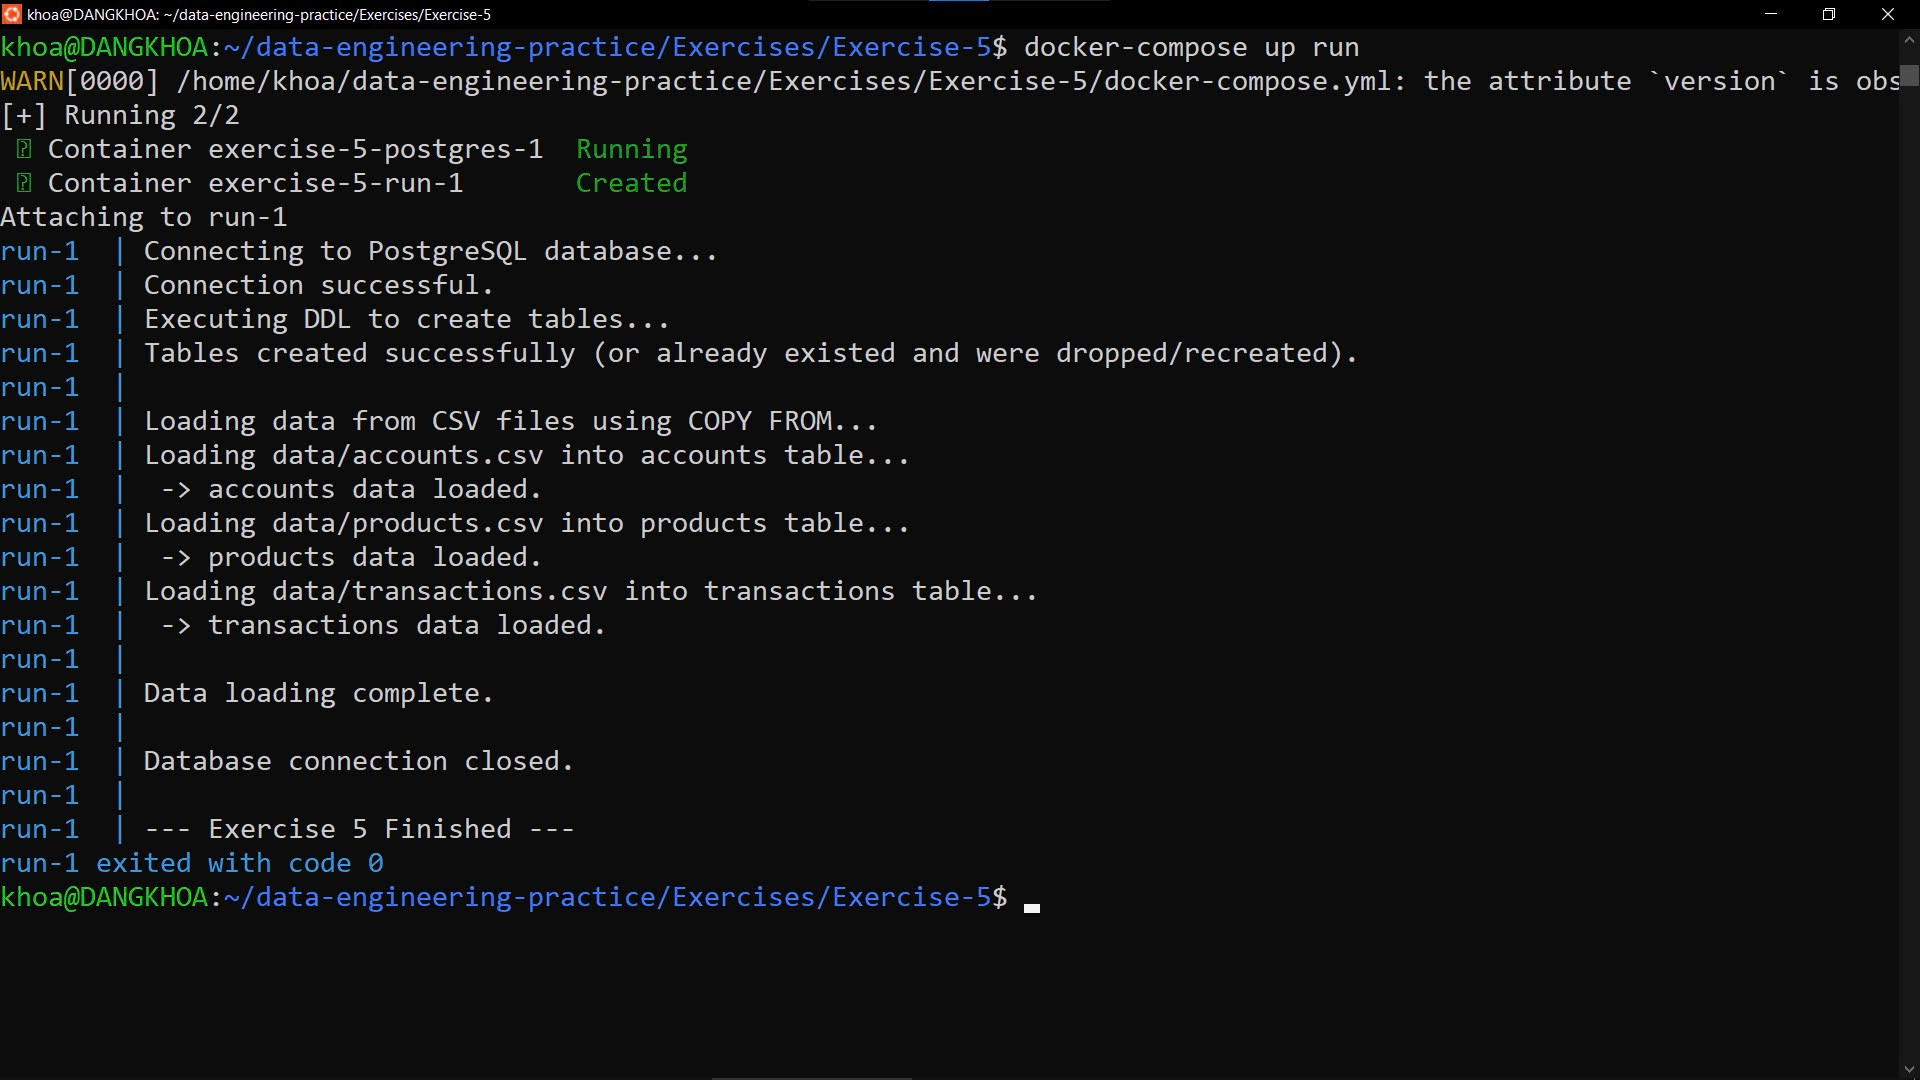 khoa@DANGKHOA: ~/data-engineering-practice/Exercises/Exercise-5
khoa@DANGKHOA:~/data-engineering-practice/Exercises/Exercise-5$ docker-compose up run
WARN[0000] /home/khoa/data-engineering-practice/Exercises/Exercise-5/docker-compose.yml: the attribute `version` is obs
[+] Running 2/2
Container exercise-5-postgres-1 Running
Container exercise-5-run-1 Created
Attaching to run-1
run-1 | Connecting to PostgreSQL database...
run-1 | Connection successful.
run-1 | Executing DDL to create tables...
run-1 | Tables created successfully (or already existed and were dropped/recreated).
run-1 |
run-1 | Loading data from CSV files using COPY FROM...
run-1 | Loading data/accounts.csv into accounts table...
run-1 | -> accounts data loaded.
run-1 | Loading data/products.csv into products table...
run-1 | -> products data loaded.
run-1 | Loading data/transactions.csv into transactions table...
run-1 | -> transactions data loaded.
run-1 |
run-1 | Data loading complete.
run-1 |
run-1 | Database connection closed.
run-1 |
run-1 | --- Exercise 5 Finished ---
run-1 exited with code 0
khoa@DANGKHOA:~/data-engineering-practice/Exercises/Exercise-5$